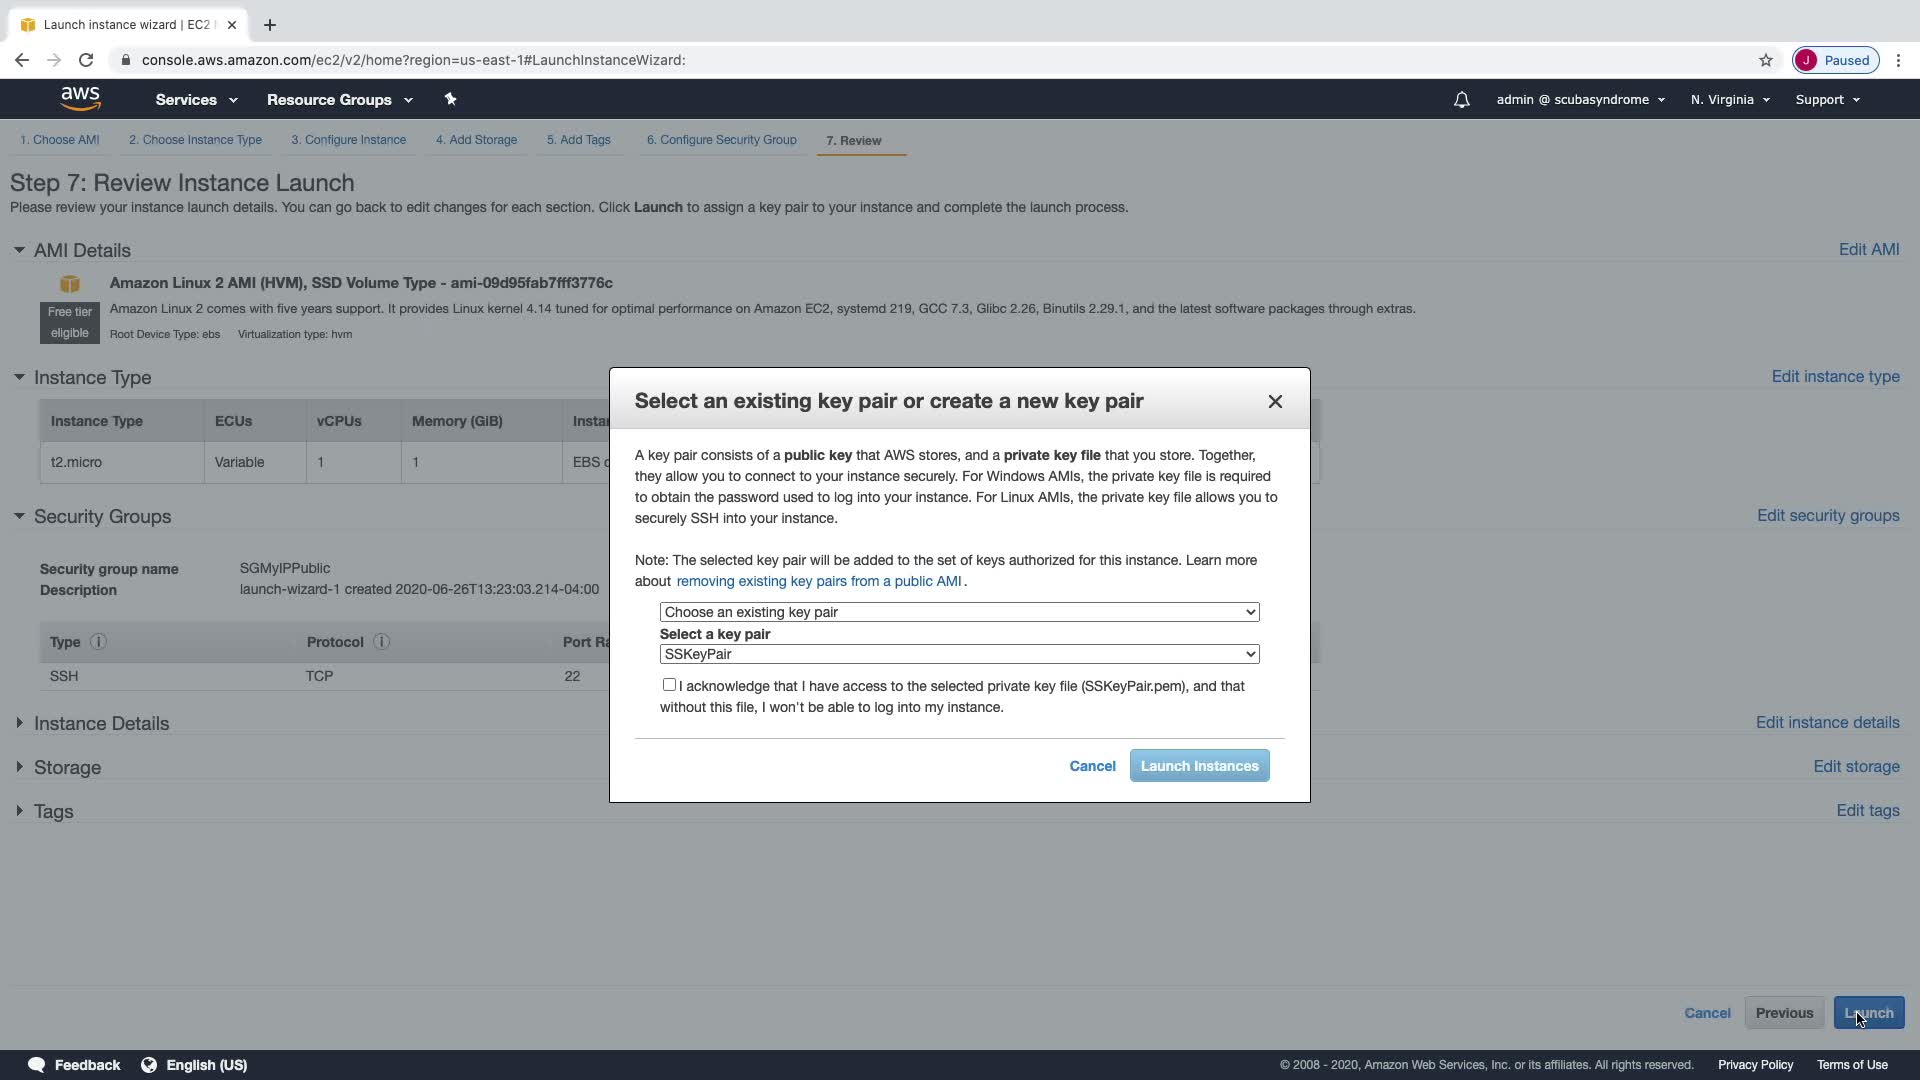 Launch instance wizard | EC2
console.aws.amazon.com/ec2/v2/home?region=us-east-1#LaunchInstanceWizard:
J Paused
aws Services Resource Groups admin @ scubasyndrome N. Virginia Support
1. Choose AMI 2. Choose Instance Type 3. Configure Instance 4. Add Storage 5. Add Tags 6. Configure Security Group 7. Review
Step 7: Review Instance Launch
Please review your instance launch details. You can go back to edit changes for each section. Click Launch to assign a key pair to your instance and complete the launch process.
AMI Details Edit AMI
Amazon Linux 2 AMI (HVM), SSD Volume Type - ami-09d95fab7fff3776c
Free tier eligible
Amazon Linux 2 comes with five years support. It provides Linux kernel 4.14 tuned for optimal performance on Amazon EC2, systemd 219, GCC 7.3, Glibc 2.26, Binutils 2.29.1, and the latest software packages through extras.
Root Device Type: ebs Virtualization type: hvm
Instance Type Edit instance type
Instance Type ECUs vCPUs Memory (GiB) Insta
t2.micro Variable 1 1 EBS
Security Groups Edit security groups
Security group name SGMyIPPublic
Description launch-wizard-1 created 2020-06-26T13:23:03.214-04:00
Type Protocol Port Ra
SSH TCP 22
Instance Details Edit instance details
Storage Edit storage
Tags Edit tags
Select an existing key pair or create a new key pair
A key pair consists of a public key that AWS stores, and a private key file that you store. Together,
they allow you to connect to your instance securely. For Windows AMIs, the private key file is required
to obtain the password used to log into your instance. For Linux AMIs, the private key file allows you to
securely SSH into your instance.
Note: The selected key pair will be added to the set of keys authorized for this instance. Learn more
about removing existing key pairs from a public AMI.
Choose an existing key pair
Select a key pair
SSKeyPair
I acknowledge that I have access to the selected private key file (SSKeyPair.pem), and that
without this file, I won't be able to log into my instance.
Cancel Launch Instances
Cancel Previous Launch
Feedback English (US) © 2008 - 2020, Amazon Web Services, Inc. or its affiliates. All rights reserved. Privacy Policy Terms of Use